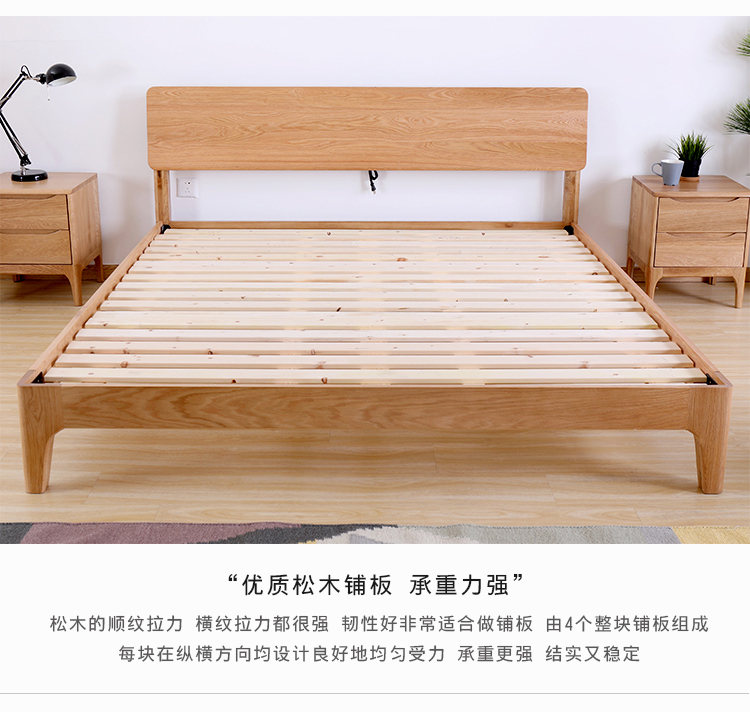 “优质松木铺板 承重力强”
松木的顺纹拉力 横纹拉力都很强 韧性好非常适合做铺板 由4个整块铺板组成
每块在纵横方向均设计良好地均匀受力 承重更强 结实又稳定